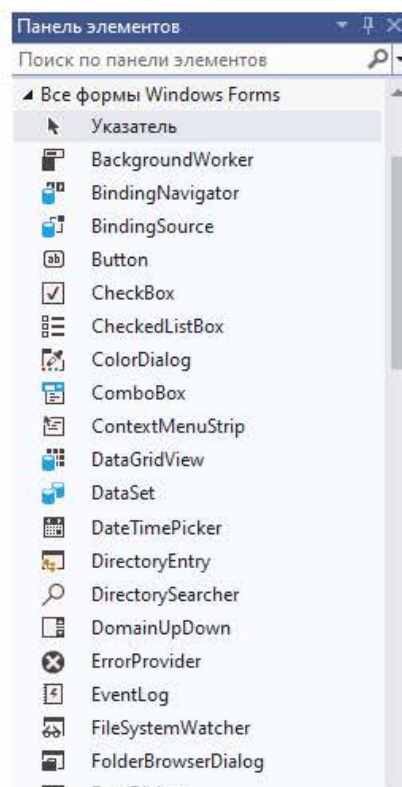 Панель элементов
Поиск по панели элементов
Все формы Windows Forms
Указатель
BackgroundWorker
BindingNavigator
BindingSource
Button
CheckBox
CheckedListBox
ColorDialog
ComboBox
ContextMenuStrip
DataGridView
DataSet
DateTimePicker
DirectoryEntry
DirectorySearcher
DomainUpDown
ErrorProvider
EventLog
FileSystemWatcher
FolderBrowserDialog